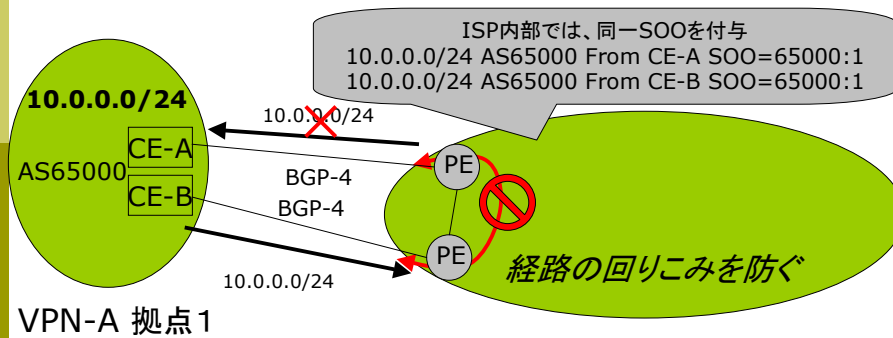 ISP内部では、同一SOOを付与
10.0.0.0/24 AS65000 From CE-A SOO=65000:1
10.0.0.0/24 AS65000 From CE-B SOO=65000:1
10.0.0.0/24
10.0.0.0/24
CE-A
AS65000
CE-B
BGP-4
BGP-4
PE
PE
経路の回りこみを防ぐ
10.0.0.0/24
VPN-A 拠点1